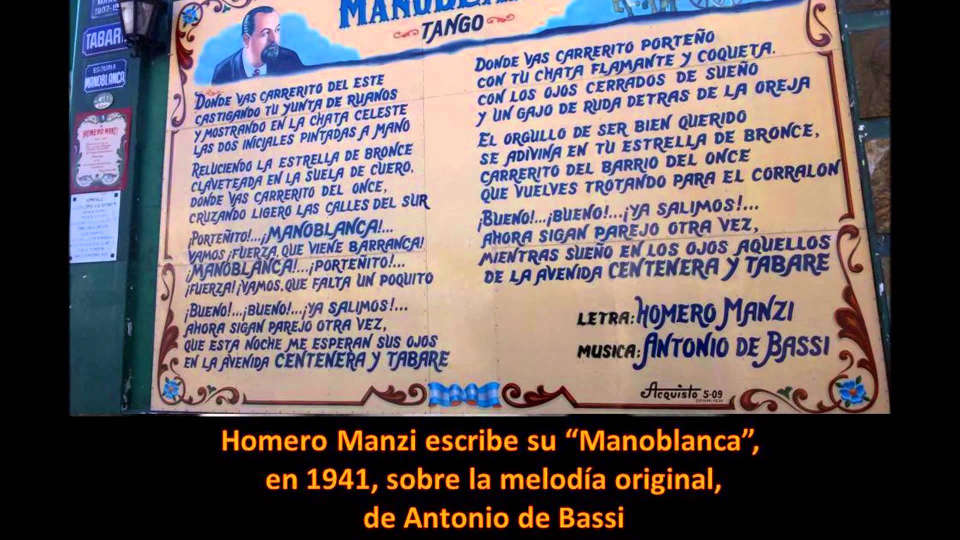 1907-19
TABARE
ESQUINA
MANOBLANCA
HOMERO MANZI
MANOBLA
TANGO
DONDE VAS CARRERITO DEL ESTE
CASTIGANDO TU YUNTA DE RUANOS
Y MOSTRANDO EN LA CHATA CELESTE
LAS DOS INICIALES PINTADAS A MANO
RELUCIENDO LA ESTRELLA DE BRONCE
CLAVETEADA EN LA SUELA DE CUERO,
DONDE VAS CARRERITO DEL ONCE,
CRUZANDO LIGERO LAS CALLES DEL SUR
¡PORTEÑITO!...¡MANOBLANCA!...
VAMOS ¡FUERZA, QUE VIENE BARRANCA!
¡MANOBLANCA!...¡PORTEÑITO!...
¡FUERZA! ¡VAMOS, QUE FALTA UN POQUITO
¡BUENO!...¡BUENO!...¡YA SALIMOS!...
AHORA SIGAN PAREJO OTRA VEZ,
QUE ESTA NOCHE ME ESPERAN SUS OJOS
EN LA AVENIDA CENTENERA Y TABARE
DONDE VAS CARRERITO PORTEÑO
CON TU CHATA FLAMANTE Y COQUETA.
CON LOS OJOS CERRADOS DE SUEÑO
Y UN GAJO DE RUDA DETRAS DE LA OREJA
EL ORGULLO DE SER BIEN QUERIDO
SE ADIVINA EN TU ESTRELLA DE BRONCE,
CARRERITO DEL BARRIO DEL ONCE
QUE VUELVES TROTANDO PARA EL CORRALON
¡BUENO!...¡BUENO!...¡YA SALIMOS!...
AHORA SIGAN PAREJO OTRA VEZ,
MIENTRAS SUEÑO EN LOS OJOS AQUELLOS
DE LA AVENIDA CENTENERA Y TABARE
LETRA: HOMERO MANZI
MUSICA: ANTONIO DE BASSI
Acquisto 5-09
Homero Manzi escribe su “Manoblanca”,
en 1941, sobre la melodía original,
de Antonio de Bassi